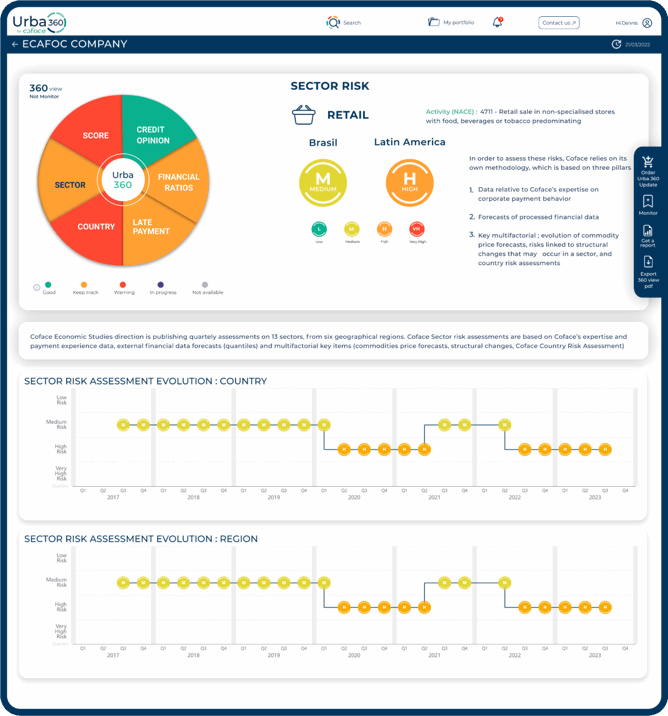 Urba 360
by coface
Search
My portfolio
Contact us ↗
Hi Dennis
← ECAFOC COMPANY
21/03/2022
360 view
Not Monitor
SCORE
CREDIT
OPINION
SECTOR
Urba
360
FINANCIAL
RATIOS
COUNTRY
LATE
PAYMENT
Good
Keep track
Warning
In progress
Not available
SECTOR RISK
RETAIL
Activity (NACE) : 4711 - Retail sale in non-specialised stores
with food, beverages or tobacco predominating
Brasil
Latin America
M
MEDIUM
H
HIGH
L
M
H
VH
Low
Medium
High
Very High
In order to assess these risks, Coface relies on its
own methodology, which is based on three pillars
1. Data relative to Coface's expertise on
corporate payment behavior
2. Forecasts of processed financial data
3. Key multifactorial ; evolution of commodity
price forecasts, risks linked to structural
changes that may occur in a sector, and
country risk assessments
Order
Urba 360
Update
Monitor
Get a
report
Export
360 view
pdf
Coface Economic Studies direction is publishing quartely assessments on 13 sectors, from six geographical regions. Coface Sector risk assessments are based on Coface's expertise and
payment experience data, external financial data forecasts (quantiles) and multifactorial key items (commodities price forecasts, structural changes, Coface Country Risk Assessment)
SECTOR RISK ASSESSMENT EVOLUTION : COUNTRY
Low
Risk
Medium
Risk
High
Risk
Very High
Risk
Q1 Q2 Q3 Q4 Q1 Q2 Q3 Q4 Q1 Q2 Q3 Q4 Q1 Q2 Q3 Q4 Q1 Q2 Q3 Q4 Q1 Q2 Q3 Q4 Q1 Q2 Q3 Q4
2017 2018 2019 2020 2021 2022 2023
SECTOR RISK ASSESSMENT EVOLUTION : REGION
Low
Risk
Medium
Risk
High
Risk
Very
High
Risk
Q1 Q2 Q3 Q4 Q1 Q2 Q3 Q4 Q1 Q2 Q3 Q4 Q1 Q2 Q3 Q4 Q1 Q2 Q3 Q4 Q1 Q2 Q3 Q4 Q1 Q2 Q3 Q4
2017 2018 2019 2020 2021 2022 2023